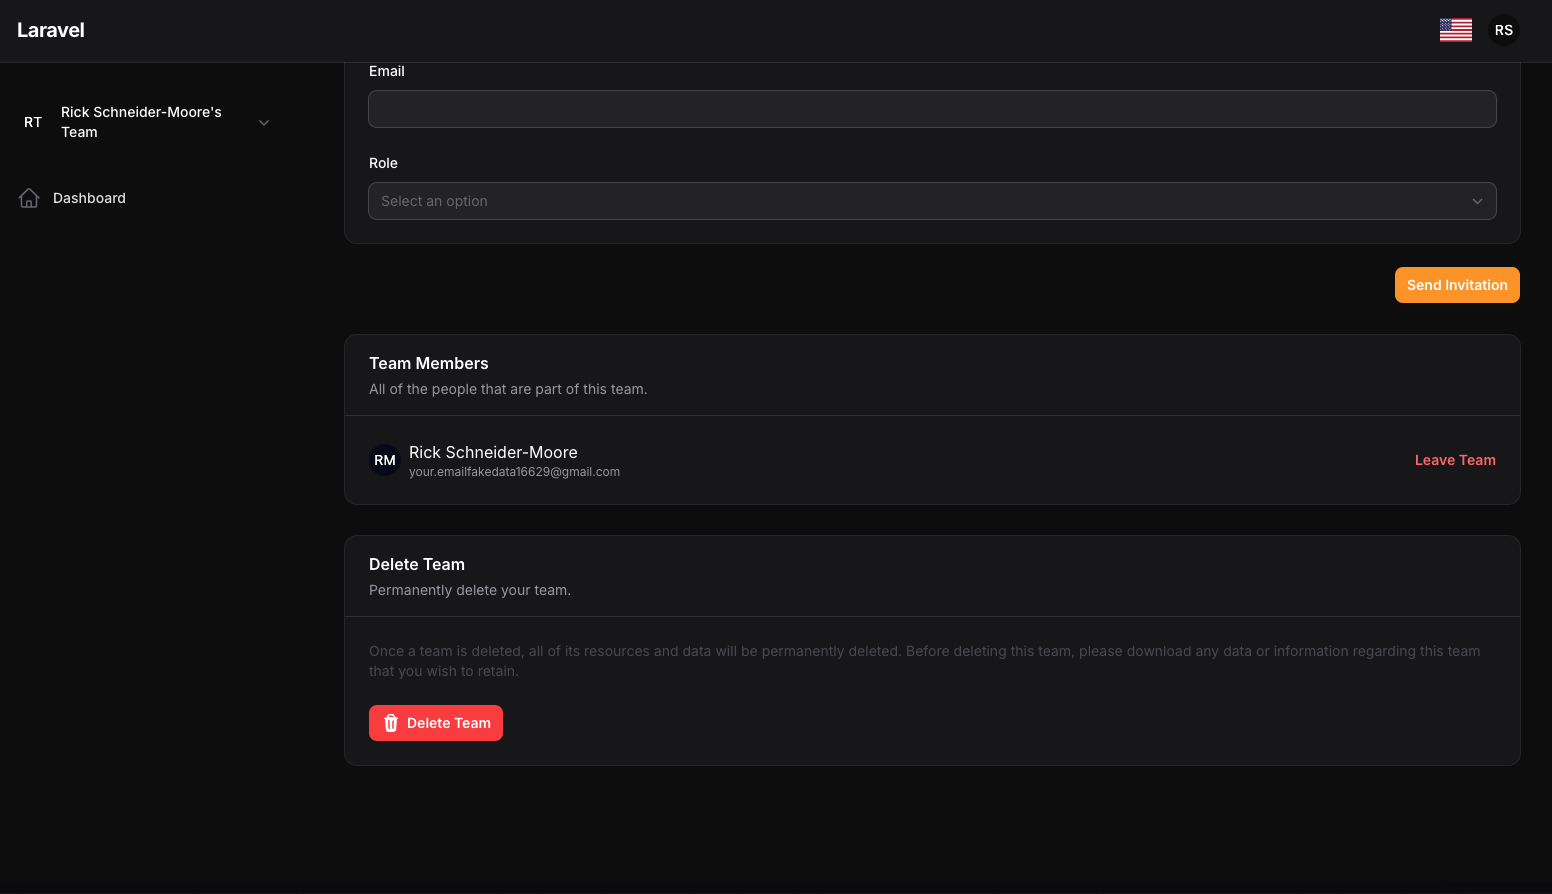 Laravel
RS
RT
Rick Schneider-Moore's
Team
Dashboard
Email
Role
Select an option
Send Invitation
Team Members
All of the people that are part of this team.
RM
Rick Schneider-Moore
your.emailfakedata16629@gmail.com
Leave Team
Delete Team
Permanently delete your team.
Once a team is deleted, all of its resources and data will be permanently deleted. Before deleting this team, please download any data or information regarding this team
that you wish to retain.
Delete Team